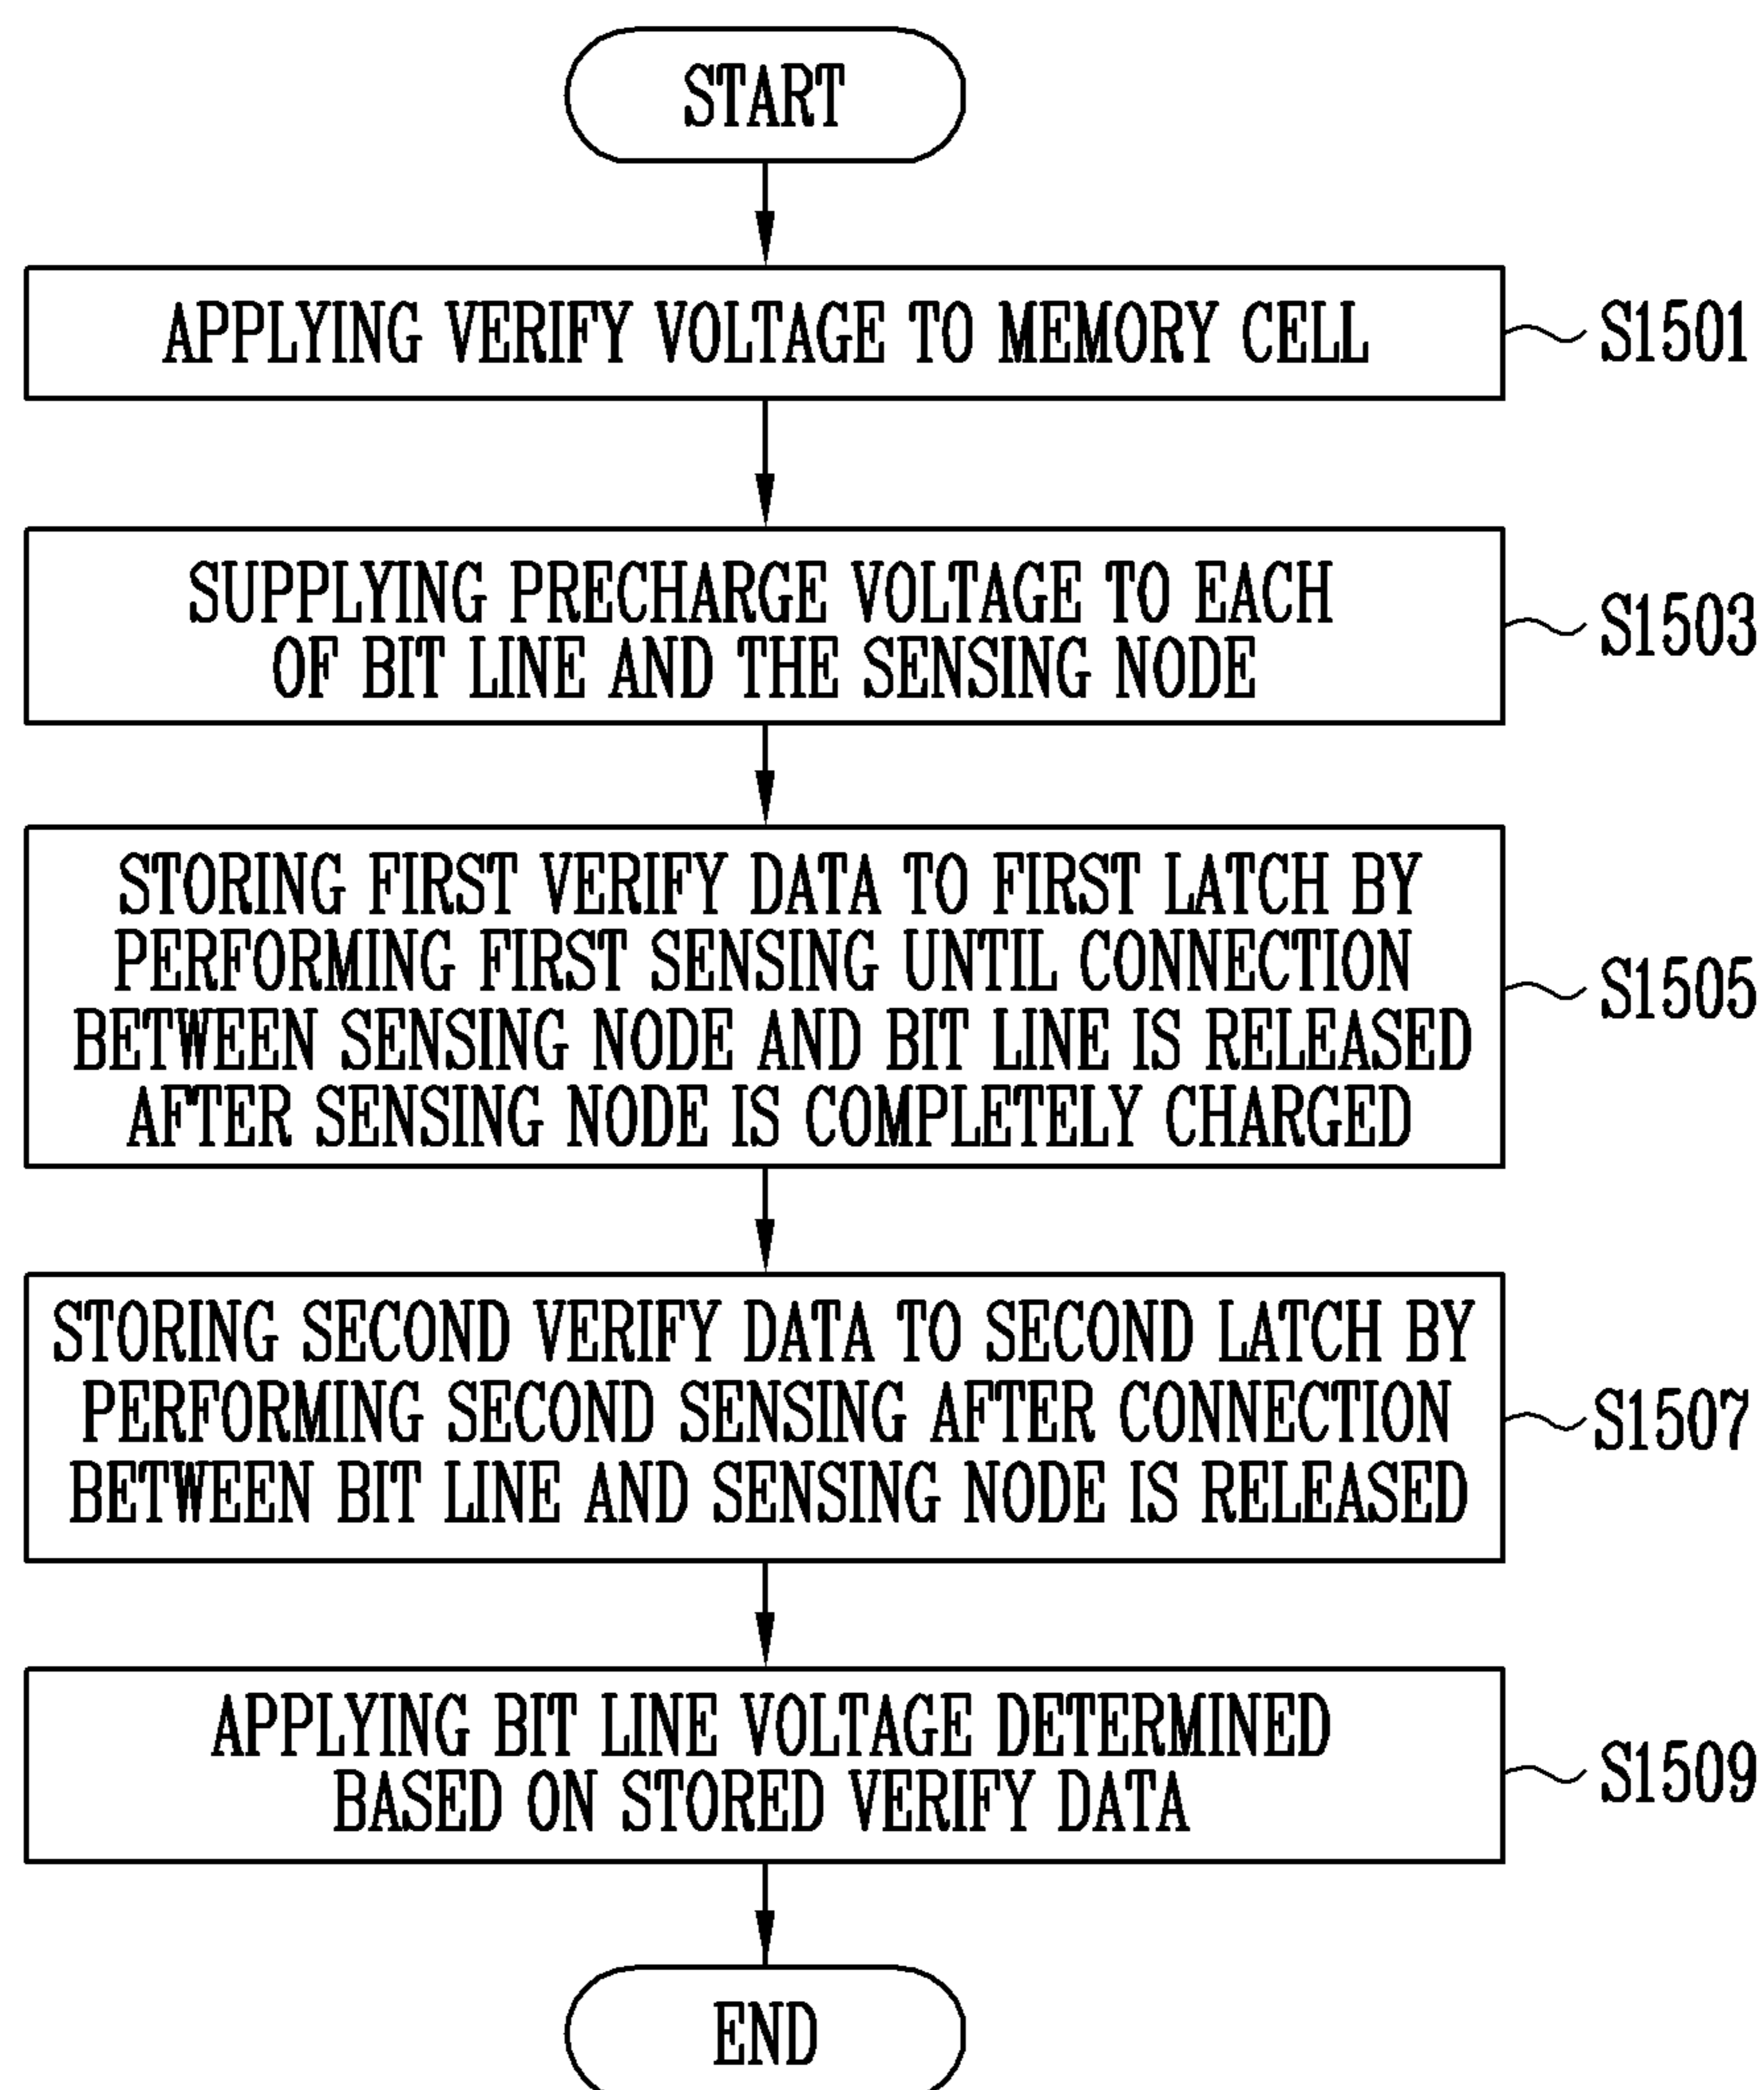 START
APPLYING VERIFY VOLTAGE TO MEMORY CELL
S1501
SUPPLYING PRECHARGE VOLTAGE TO EACH
OF BIT LINE AND THE SENSING NODE
S1503
STORING FIRST VERIFY DATA TO FIRST LATCH BY
PERFORMING FIRST SENSING UNTIL CONNECTION
BETWEEN SENSING NODE AND BIT LINE IS RELEASED
AFTER SENSING NODE IS COMPLETELY CHARGED
S1505
STORING SECOND VERIFY DATA TO SECOND LATCH BY
PERFORMING SECOND SENSING AFTER CONNECTION
BETWEEN BIT LINE AND SENSING NODE IS RELEASED
S1507
APPLYING BIT LINE VOLTAGE DETERMINED
BASED ON STORED VERIFY DATA
S1509
END